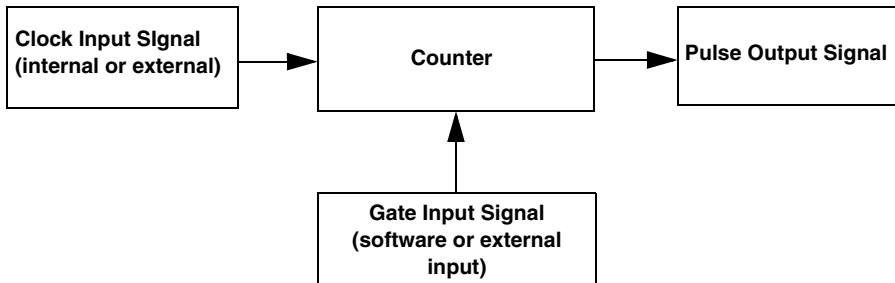 Clock Input SIgnal
(internal or external)
Counter
Pulse Output Signal
Gate Input Signal
(software or external
input)